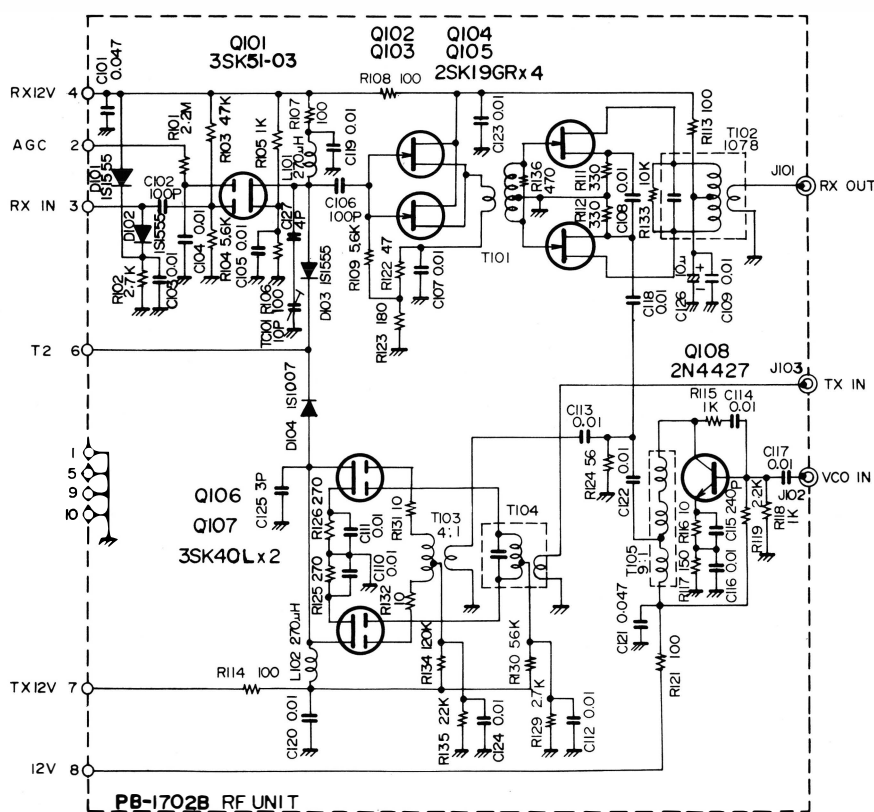 Q101
3SK51-03
Q102
Q103
Q104
Q105
2SK19GRx4
C101
0.047
RX12V 4
AGC 2
RX IN 3
T2 6
1
5
9
10
TX12V 7
12V 8
R101
2.2M
R103 47K
R105 1K
R107
100
L101
270µH
C119 0.01
R108 100
C123 0.01
R113 100
T102
1078
J101
RX OUT
D101
IS1555
C102
100P
D102
IS1555
R102
2.7K
C103 0.01
C104 0.01
R104 5.6K
C105 0.01
R106
100
C127
4P
TC101
10P
D103 IS1555
C106
100P
R109 5.6K
R122 47
C107 0.01
R123 180
T101
R136
470
R111
330
R112
330
C108
0.01
R133 10K
C118
0.01
C126
10µ
+
C109 0.01
D104 IS1007
Q108
2N4427
J103
TX IN
R115
1K
C114
0.01
C117
0.01
J102
VCO IN
C113
0.01
R124 56
C122 0.01
T105
9:1
R116 10
R117 150
C115 240P
C116 0.01
R119 2.2K
R118
1K
C121 0.047
R121 100
Q106
Q107
3SK40Lx2
C125 3P
R126 270
C111
0.01
R125 270
C110
0.01
R131 10
R132
10
T103
4:1
T104
L102 270µH
R114 100
C120 0.01
R134 120K
R135 22K
C124 0.01
R130 56K
R129 2.7K
C112 0.01
PB-1702B RF UNIT